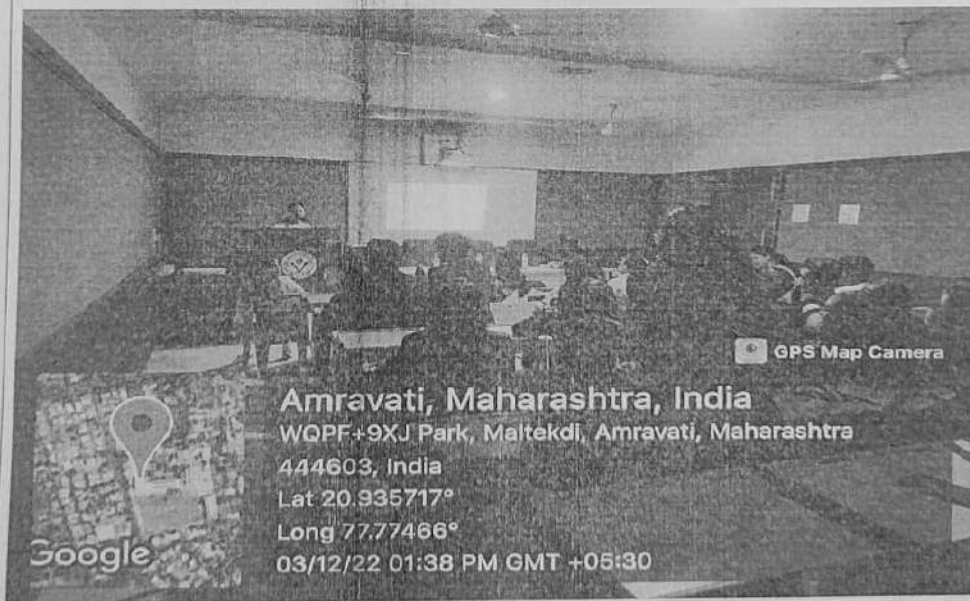 GPS Map Camera
Amravati, Maharashtra, India
WQPF+9XJ Park, Maltekdi, Amravati, Maharashtra
444603, India
Lat 20.935717°
Long 77.77466°
03/12/22 01:38 PM GMT +05:30
Google